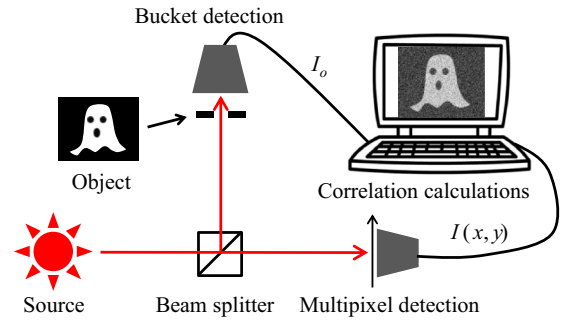 Bucket detection
I_o
Object
Correlation calculations
I(x,y)
Source
Beam splitter
Multipixel detection